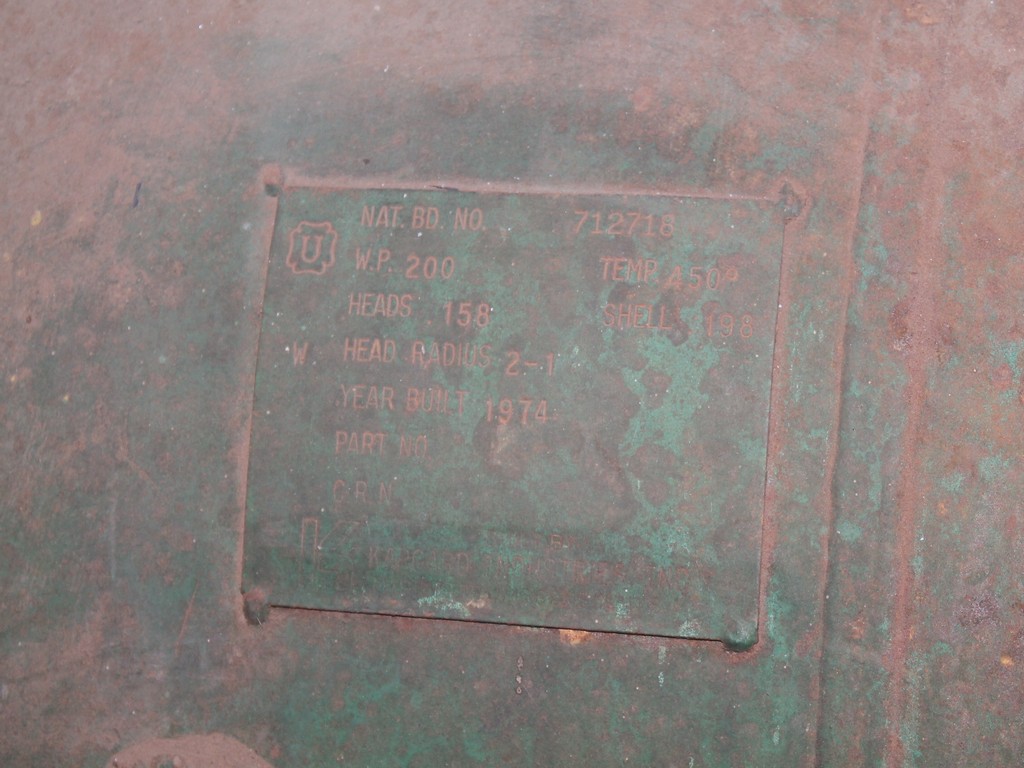 NAT. BD. NO. 712718
U
W.P. 200 TEMP. 450°
HEADS .158 SHELL .198
W HEAD RADIUS 2-1
YEAR BUILT 1974
PART NO.
C.R.N.